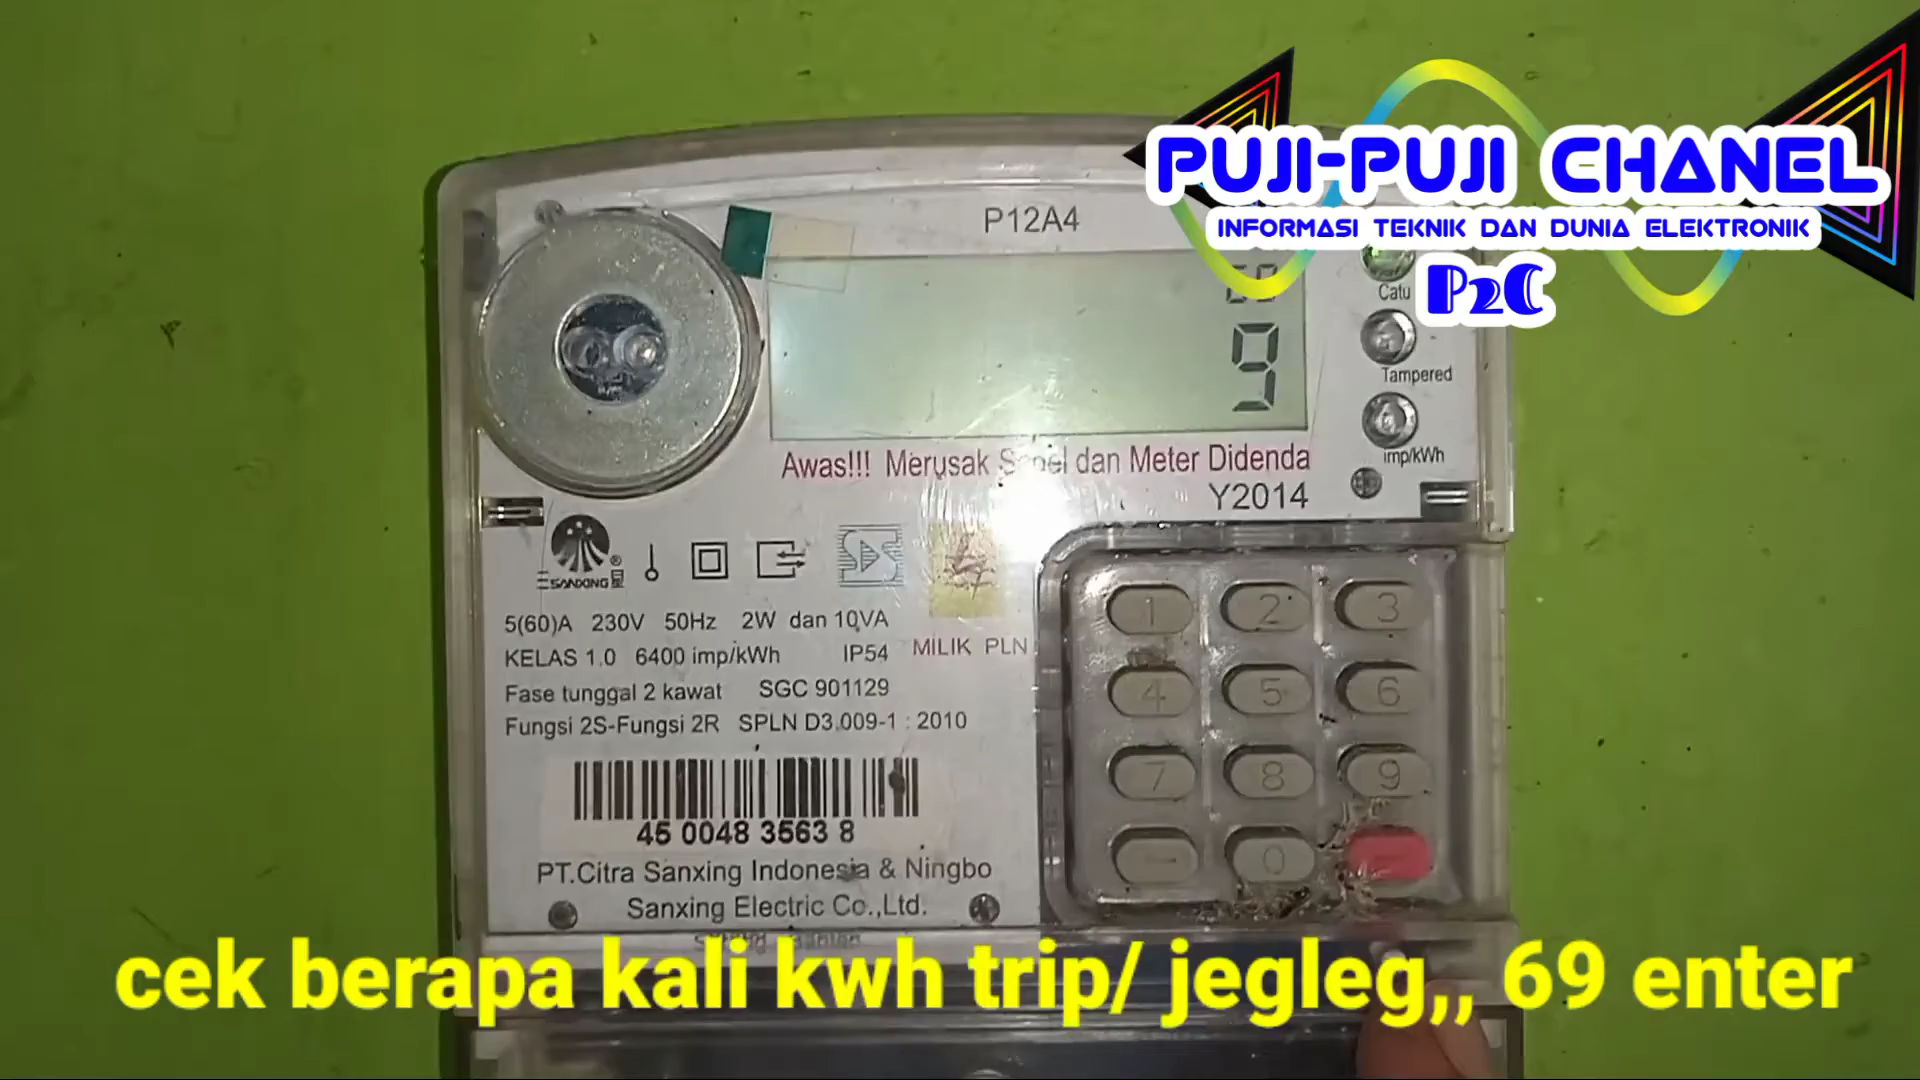 PUJI-PUJI CHANEL
INFORMASI TEKNIK DAN DUNIA ELEKTRONIK
P2C
P12A4
9
Catu
Tampered
imp/kWh
Awas!!! Merusak Segel dan Meter Didenda
Y2014
SANXING
5(60)A 230V 50Hz 2W dan 10VA
KELAS 1.0 6400 imp/kWh IP54
MILIK PLN
Fase tunggal 2 kawat SGC 901129
Fungsi 2S-Fungsi 2R SPLN D3.009-1 : 2010
45 0048 3563 8
PT.Citra Sanxing Indonesia & Ningbo
Sanxing Electric Co.,Ltd.
1 2 3
4 5 6
7 8 9
0
cek berapa kali kwh trip/ jegleg,, 69 enter